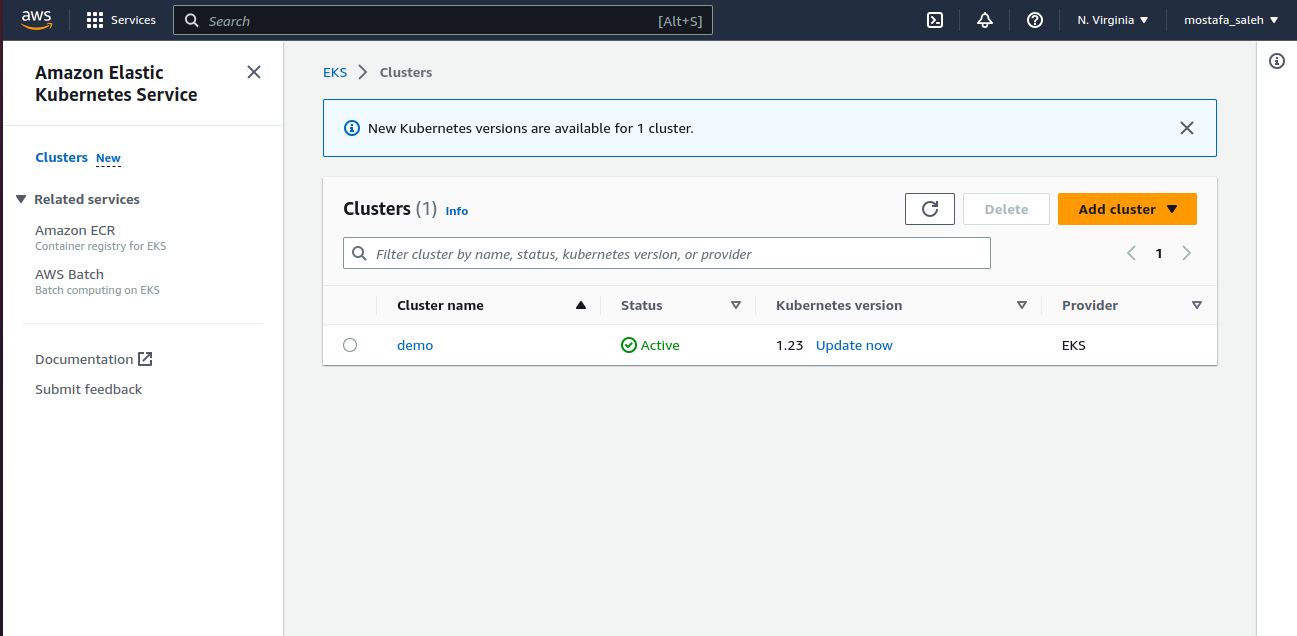 aws
Services
Search [Alt+S]
N. Virginia
mostafa_saleh
Amazon Elastic
Kubernetes Service
Clusters New
Related services
Amazon ECR
Container registry for EKS
AWS Batch
Batch computing on EKS
Documentation
Submit feedback
EKS Clusters
New Kubernetes versions are available for 1 cluster.
Clusters (1) Info
Delete
Add cluster
Filter cluster by name, status, kubernetes version, or provider
1
Cluster name Status Kubernetes version Provider
demo Active 1.23 Update now EKS